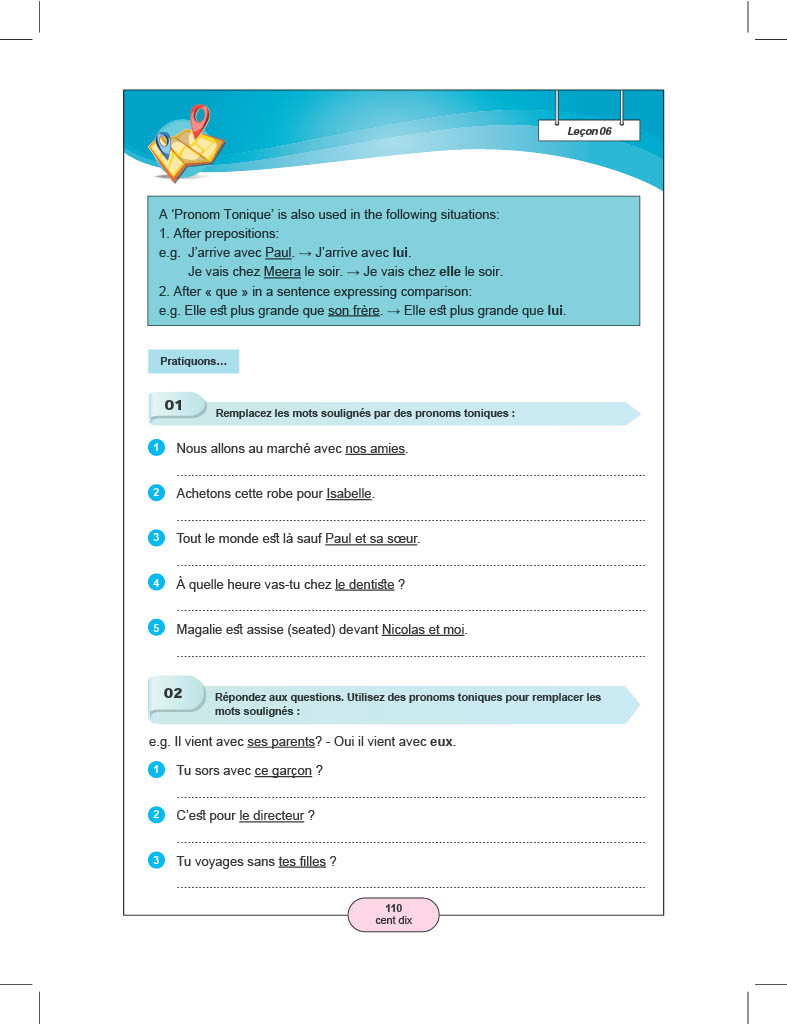 Leçon 06
A ‘Pronom Tonique’ is also used in the following situations:
1. After prepositions:
e.g. J’arrive avec Paul. → J’arrive avec lui.
Je vais chez Meera le soir. → Je vais chez elle le soir.
2. After « que » in a sentence expressing comparison:
e.g. Elle est plus grande que son frère. → Elle est plus grande que lui.
Pratiquons…
01
Remplacez les mots soulignés par des pronoms toniques :
1 Nous allons au marché avec nos amies.
2 Achetons cette robe pour Isabelle.
3 Tout le monde est là sauf Paul et sa sœur.
4 À quelle heure vas-tu chez le dentiste ?
5 Magalie est assise (seated) devant Nicolas et moi.
02
Répondez aux questions. Utilisez des pronoms toniques pour remplacer les
mots soulignés :
e.g. Il vient avec ses parents? - Oui il vient avec eux.
1 Tu sors avec ce garçon ?
2 C’est pour le directeur ?
3 Tu voyages sans tes filles ?
110
cent dix